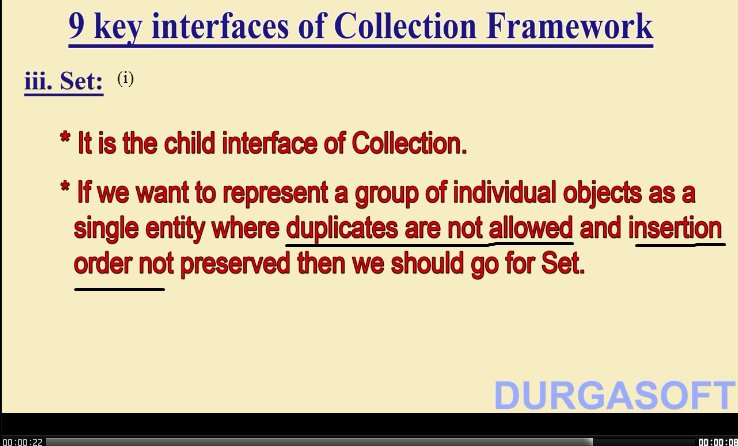 9 key interfaces of Collection Framework
iii. Set: (i)
* It is the child interface of Collection.
* If we want to represent a group of individual objects as a
single entity where duplicates are not allowed and insertion
order not preserved then we should go for Set.
DURGASOFT
00:00:22 00:00:08